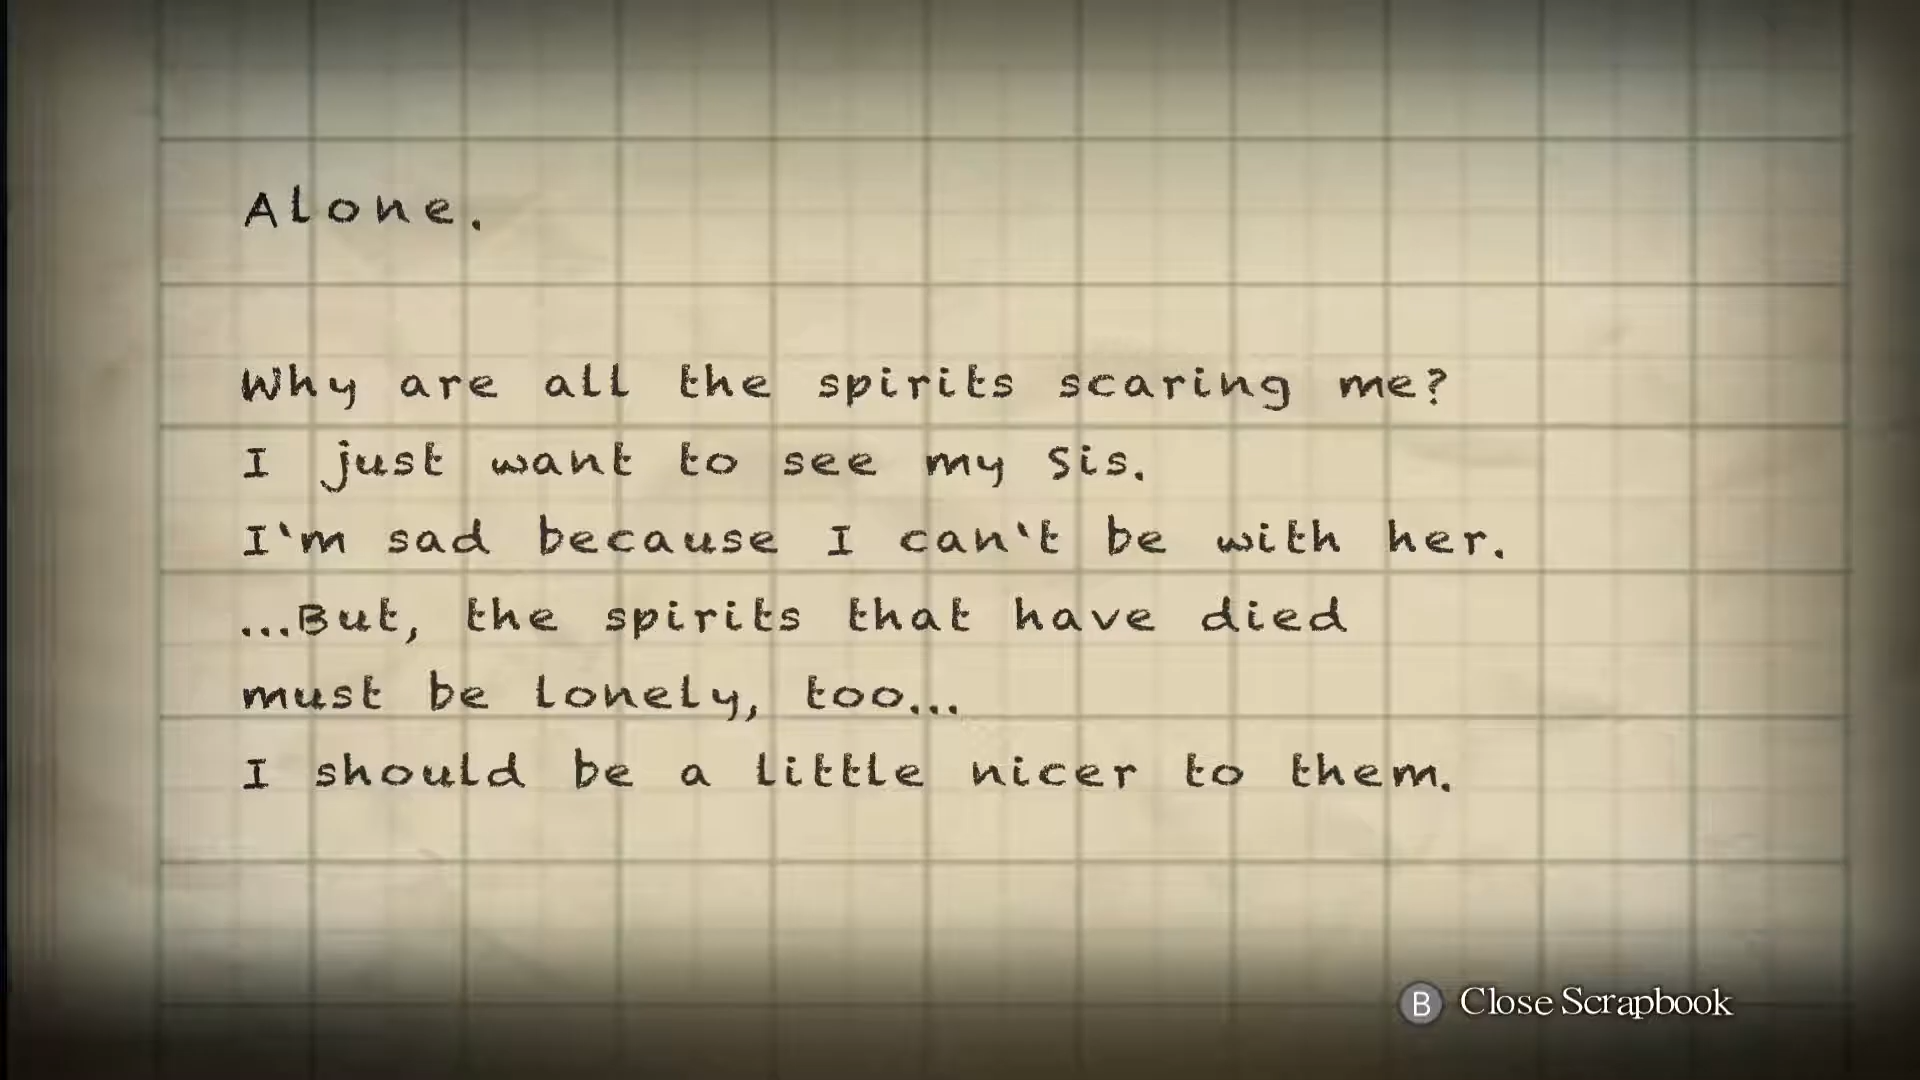 Alone.
Why are all the spirits scaring me?
I just want to see my Sis.
I'm sad because I can't be with her.
...But, the spirits that have died
must be lonely, too...
I should be a little nicer to them.
B Close Scrapbook